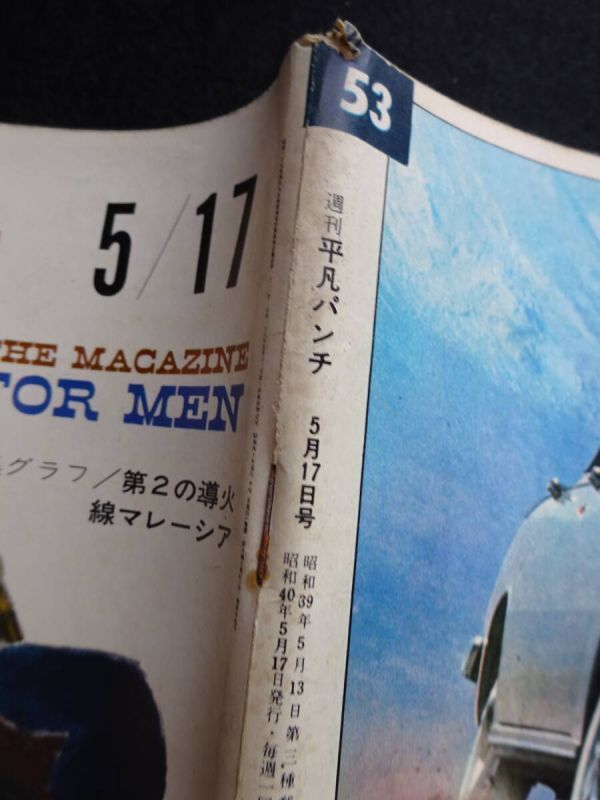 5/17
THE MAGAZINE
FOR MEN
グラフ/第2の導火
線マレーシア
53
週刊平凡パンチ 5月17日号
昭和39年5月13日第三種郵
昭和40年5月17日発行・毎週一回